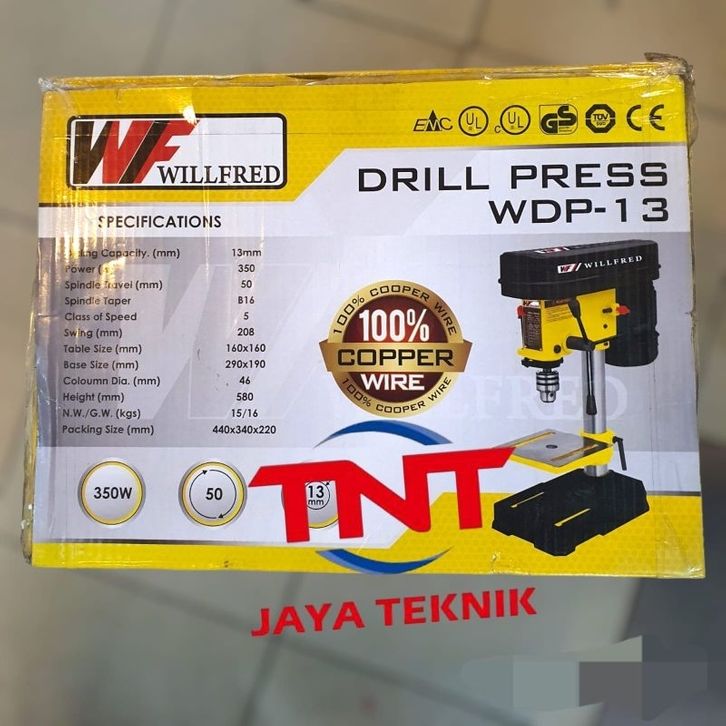 WF WILLFRED
EMC UL c UL GS TÜV CE
DRILL PRESS
WDP-13
SPECIFICATIONS
Capacity. (mm) 13mm
Power 350
Spindle Travel (mm) 50
Spindle Taper B16
Class of Speed 5
Swing (mm) 208
Table Size (mm) 160x160
Base Size (mm) 290x190
Coloumn Dia. (mm) 46
Height (mm) 580
N.W./G.W. (kgs) 15/16
Packing Size (mm) 440x340x220
100% COOPER WIRE
100%
COPPER
WIRE
100% COOPER WIRE
WF WILLFRED
350W
50
13
mm
TNT
JAYA TEKNIK